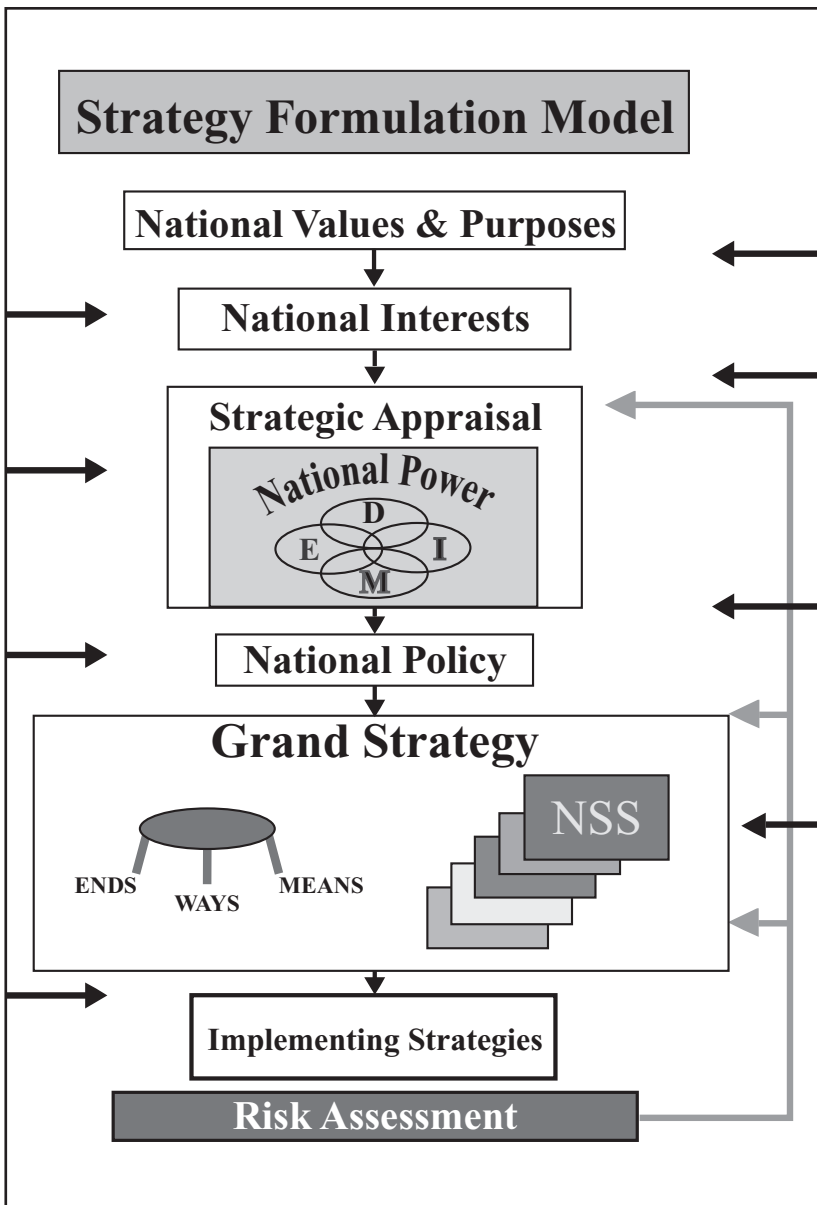 Strategy Formulation Model
National Values & Purposes
National Interests
Strategic Appraisal
National Power
D
E
I
M
National Policy
Grand Strategy
NSS
ENDS
WAYS
MEANS
Implementing Strategies
Risk Assessment